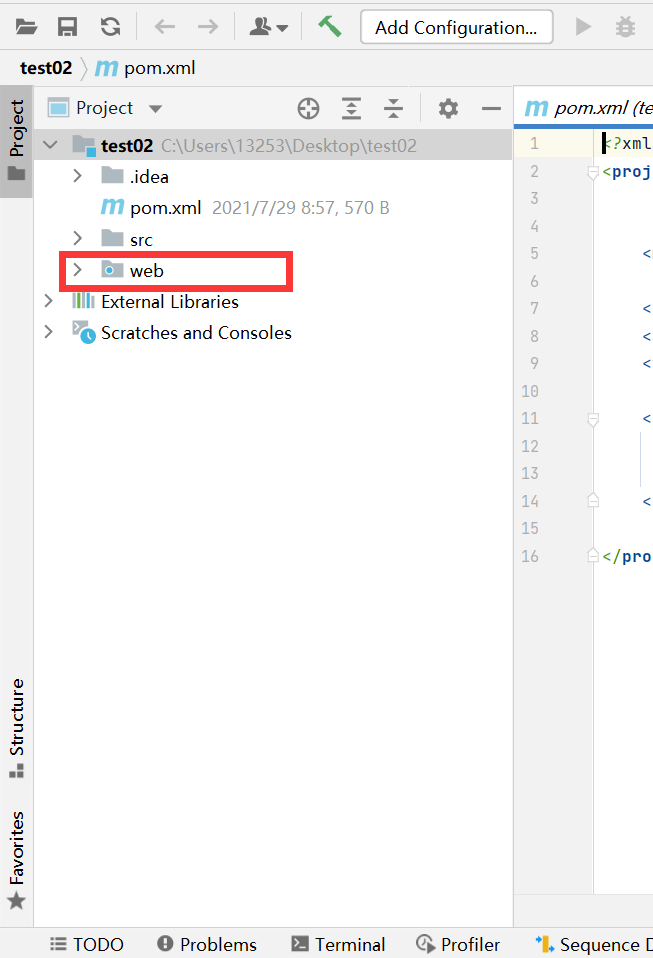 Add Configuration...
test02 pom.xml
Project
Project
pom.xml (te
test02 C:\Users\13253\Desktop\test02
.idea
pom.xml 2021/7/29 8:57, 570 B
src
web
External Libraries
Scratches and Consoles
1 <?xml
2 <proj
3
4
5 <
6
7 <
8 <
9 <
10
11 <
12
13
14 <
15
16 </pro
Structure
Favorites
TODO Problems Terminal Profiler Sequence D